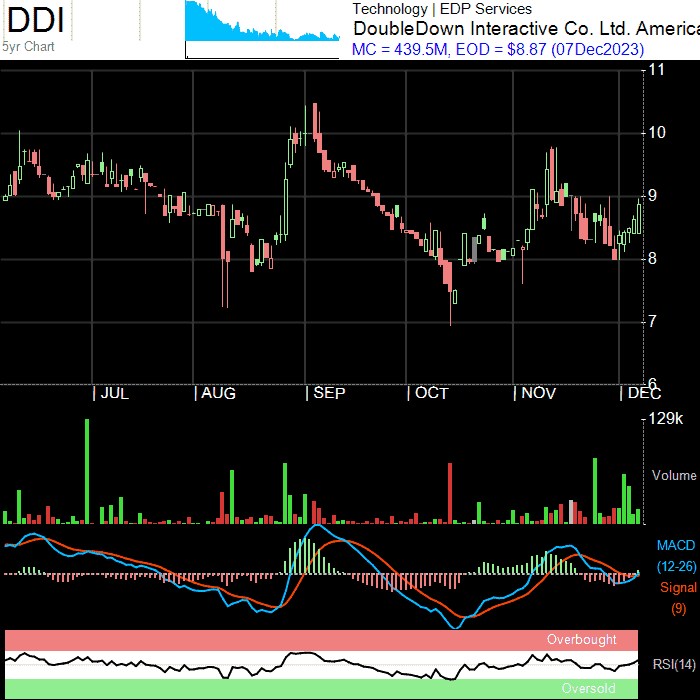 DDI
5yr Chart
Technology | EDP Services
DoubleDown Interactive Co. Ltd. America
MC = 439.5M, EOD = $8.87 (07Dec2023)
11
10
9
8
7
6
JUL
AUG
SEP
OCT
NOV
DEC
129k
Volume
MACD
(12-26)
Signal
(9)
Overbought
RSI(14)
Oversold